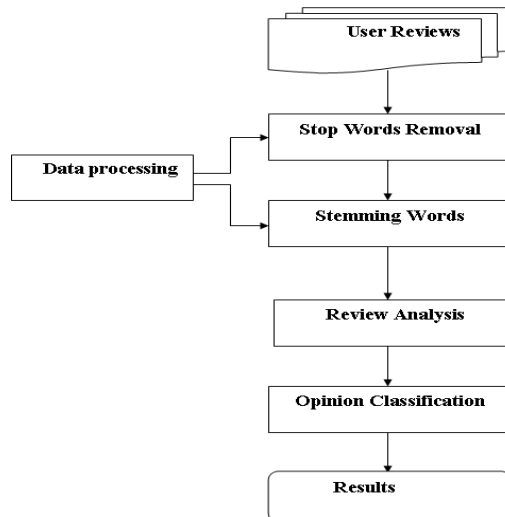 User Reviews
Stop Words Removal
Data processing
Stemming Words
Review Analysis
Opinion Classification
Results